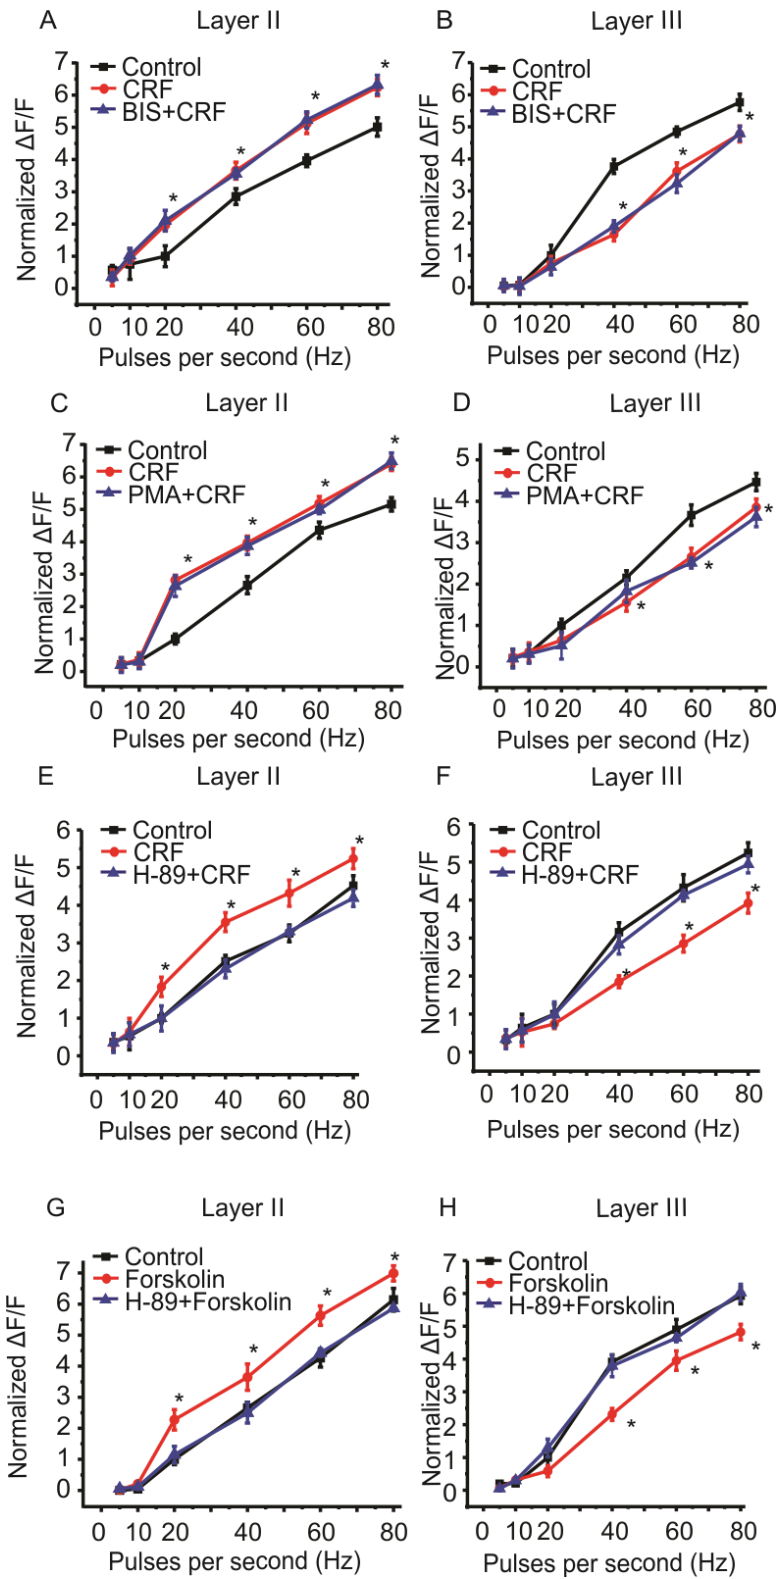 A
Layer II
Control
CRF
BIS+CRF
Normalized ΔF/F
7
6
5
4
3
2
1
0
* * * * *
0 10 20 40 60 80
Pulses per second (Hz)
B
Layer III
Control
CRF
BIS+CRF
Normalized ΔF/F
7
6
5
4
3
2
1
0
* * *
0 10 20 40 60 80
Pulses per second (Hz)
C
Layer II
Control
CRF
PMA+CRF
Normalized ΔF/F
7
6
5
4
3
2
1
0
* * * * *
0 10 20 40 60 80
Pulses per second (Hz)
D
Layer III
Control
CRF
PMA+CRF
Normalized ΔF/F
5
4
3
2
1
0
* * *
0 10 20 40 60 80
Pulses per second (Hz)
E
Layer II
Control
CRF
H-89+CRF
Normalized ΔF/F
6
5
4
3
2
1
0
* * * * *
0 10 20 40 60 80
Pulses per second (Hz)
F
Layer III
Control
CRF
H-89+CRF
Normalized ΔF/F
6
5
4
3
2
1
0
* * *
0 10 20 40 60 80
Pulses per second (Hz)
G
Layer II
Control
Forskolin
H-89+Forskolin
Normalized ΔF/F
7
6
5
4
3
2
1
0
* * * * *
0 10 20 40 60 80
Pulses per second (Hz)
H
Layer III
Control
Forskolin
H-89+Forskolin
Normalized ΔF/F
7
6
5
4
3
2
1
0
* * *
0 10 20 40 60 80
Pulses per second (Hz)